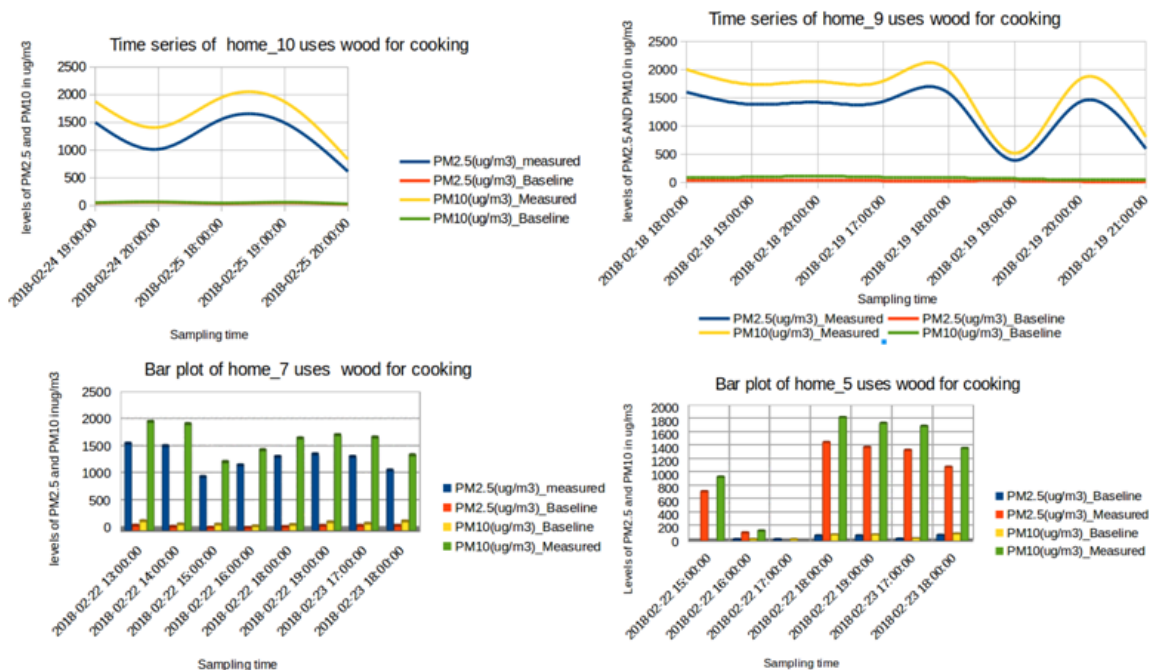 Time series of home_10 uses wood for cooking
levels of PM2.5 and PM10 in ug/m3
2500
2000
1500
1000
500
0
2018-02-24 19:00:00
2018-02-24 20:00:00
2018-02-25 18:00:00
2018-02-25 19:00:00
2018-02-25 20:00:00
Sampling time
PM2.5(ug/m3)_measured
PM2.5(ug/m3)_Baseline
PM10(ug/m3)_Measured
PM10(ug/m3)_Baseline
Time series of home_9 uses wood for cooking
levels of PM2.5 AND PM10 in ug/m3
2500
2000
1500
1000
500
0
2018-02-18 18:00:00
2018-02-18 19:00:00
2018-02-18 20:00:00
2018-02-19 17:00:00
2018-02-19 18:00:00
2018-02-19 19:00:00
2018-02-19 20:00:00
2018-02-19 21:00:00
Sampling time
PM2.5(ug/m3)_Measured PM2.5(ug/m3)_Baseline
PM10(ug/m3)_Measured PM10(ug/m3)_Baseline
Bar plot of home_7 uses wood for cooking
levels of PM2.5 and PM10 inug/m3
2500
2000
1500
1000
500
0
2018-02-22 13:00:00
2018-02-22 14:00:00
2018-02-22 15:00:00
2018-02-22 16:00:00
2018-02-22 18:00:00
2018-02-22 19:00:00
2018-02-23 17:00:00
2018-02-23 18:00:00
Sampling time
PM2.5(ug/m3)_measured
PM2.5(ug/m3)_Baseline
PM10(ug/m3)_Baseline
PM10(ug/m3)_Measured
Bar plot of home_5 uses wood for cooking
Levels of PM2.5 and PM10 in ug/m3
2000
1800
1600
1400
1200
1000
800
600
400
200
0
2018-02-22 15:00:00
2018-02-22 16:00:00
2018-02-22 17:00:00
2018-02-22 18:00:00
2018-02-22 19:00:00
2018-02-23 17:00:00
2018-02-23 18:00:00
Sampling time
PM2.5(ug/m3)_Baseline
PM2.5(ug/m3)_Measured
PM10(ug/m3)_Baseline
PM10(ug/m3)_Measured